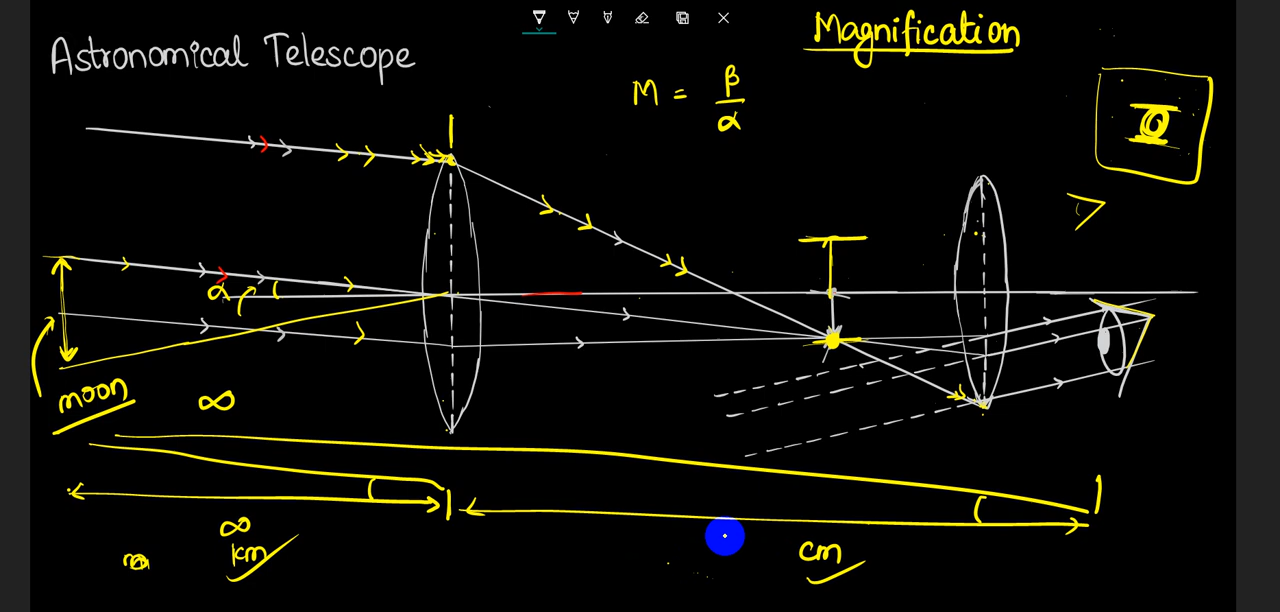 Astronomical Telescope
Magnification
M = β/α
α
moon
∞
∞
km
cm